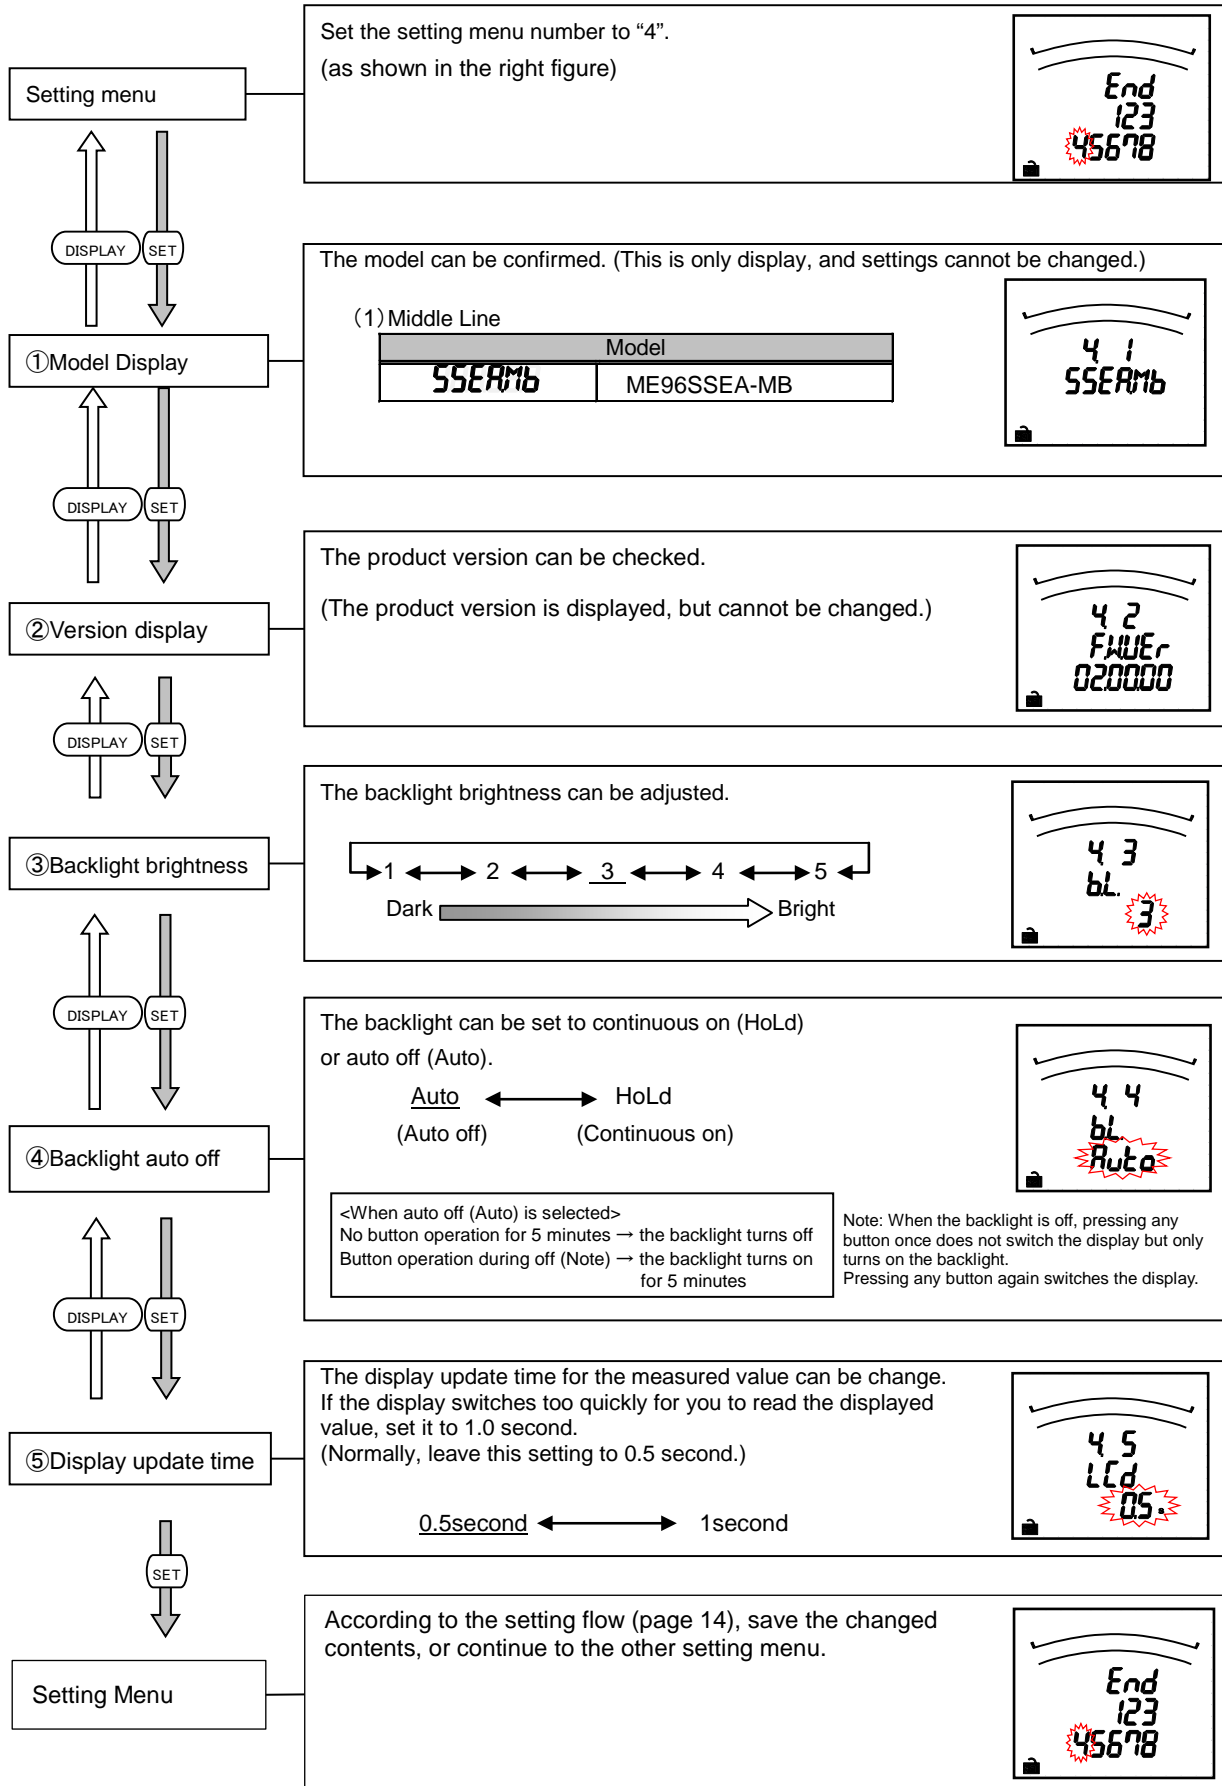 Set the setting menu number to “4”.
(as shown in the right figure)
Setting menu
End
123
45678
DISPLAY SET
The model can be confirmed. (This is only display, and settings cannot be changed.)
(1)Middle Line
Model
SSEAMb ME96SSEA-MB
①Model Display
4. 1
SSEAMb
DISPLAY SET
The product version can be checked.
(The product version is displayed, but cannot be changed.)
②Version display
4. 2
F.W.VEr
02.00.00
DISPLAY SET
The backlight brightness can be adjusted.
③Backlight brightness
1 2 3 4 5
Dark Bright
4. 3
b.L.
3
DISPLAY SET
The backlight can be set to continuous on (HoLd)
or auto off (Auto).
Auto HoLd
(Auto off) (Continuous on)
④Backlight auto off
4. 4
b.L.
Auto
<When auto off (Auto) is selected>
No button operation for 5 minutes → the backlight turns off
Button operation during off (Note) → the backlight turns on
for 5 minutes
Note: When the backlight is off, pressing any
button once does not switch the display but only
turns on the backlight.
Pressing any button again switches the display.
DISPLAY SET
The display update time for the measured value can be change.
If the display switches too quickly for you to read the displayed
value, set it to 1.0 second.
(Normally, leave this setting to 0.5 second.)
⑤Display update time
0.5second 1second
4. 5
LCd
0.5
SET
According to the setting flow (page 14), save the changed
contents, or continue to the other setting menu.
Setting Menu
End
123
45678